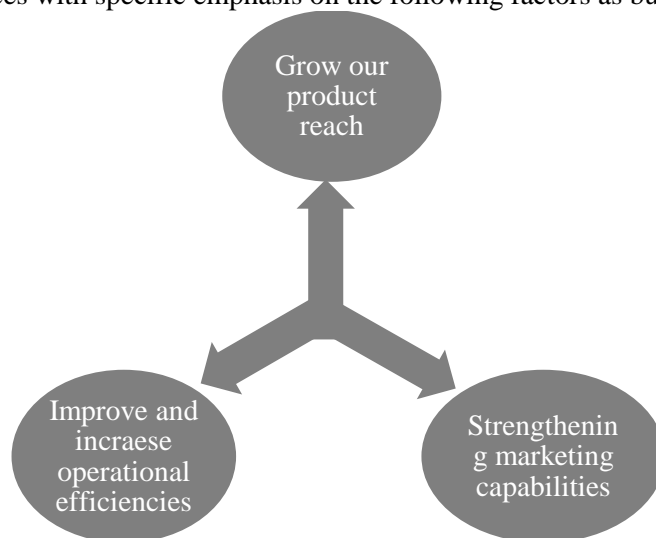 with specific emphasis on the following factors as bu
Grow our
product
reach
Improve and
incraese
operational
efficiencies
Strengthenin
g marketing
capabilities